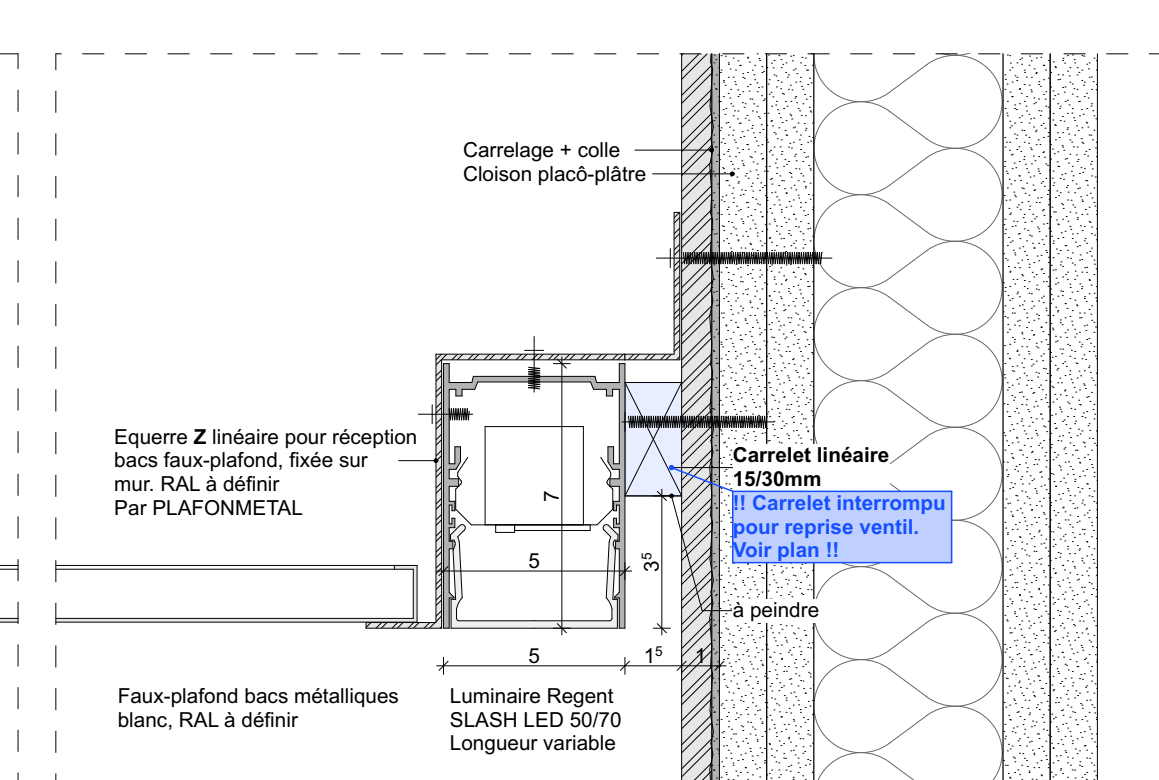 Carrelage + colle
Cloison placô-plâtre
Equerre Z linéaire pour réception
bacs faux-plafond, fixée sur
mur. RAL à définir
Par PLAFONMETAL
Carrelet linéaire
15/30mm
!! Carrelet interrompu
pour reprise ventil.
Voir plan !!
7
5
3⁵
à peindre
5
1⁵
1
Faux-plafond bacs métalliques
blanc, RAL à définir
Luminaire Regent
SLASH LED 50/70
Longueur variable